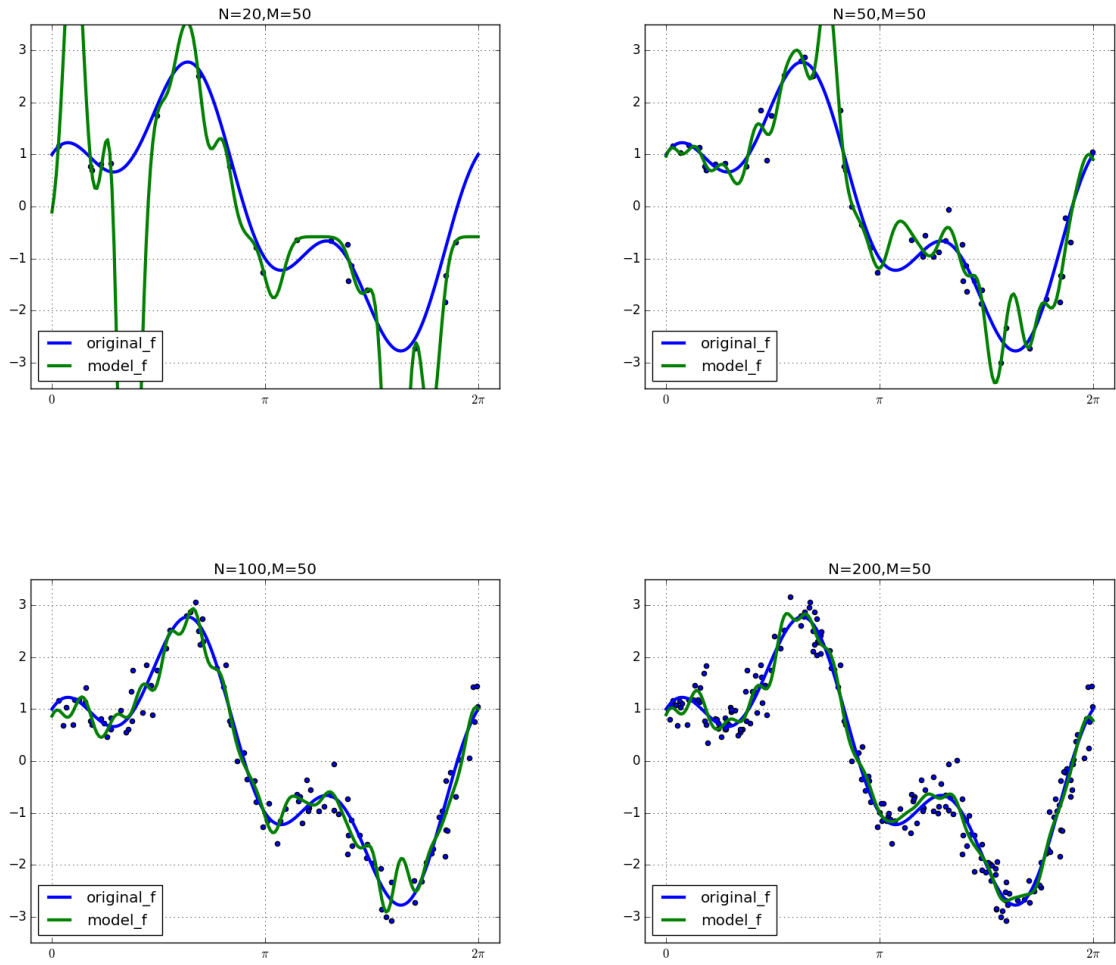 N=20,M=50
3
2
1
0
−1
−2
−3
original_f
model_f
0
π
2π
N=50,M=50
3
2
1
0
−1
−2
−3
original_f
model_f
0
π
2π
N=100,M=50
3
2
1
0
−1
−2
−3
original_f
model_f
0
π
2π
N=200,M=50
3
2
1
0
−1
−2
−3
original_f
model_f
0
π
2π